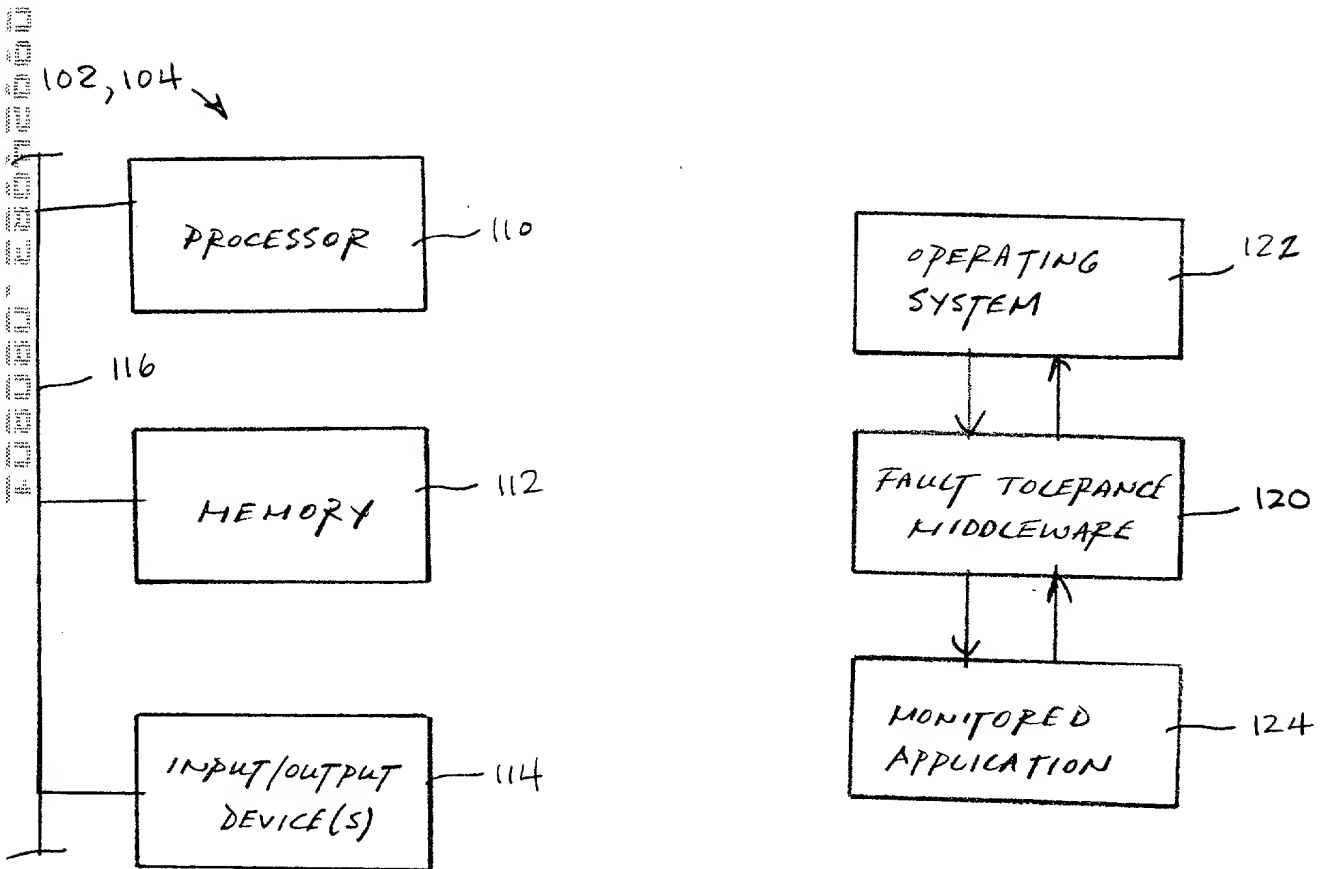 102, 104
PROCESSOR
110
116
MEMORY
112
INPUT/OUTPUT
DEVICE(S)
114
OPERATING
SYSTEM
122
FAULT TOLERANCE
MIDDLEWARE
120
MONITORED
APPLICATION
124